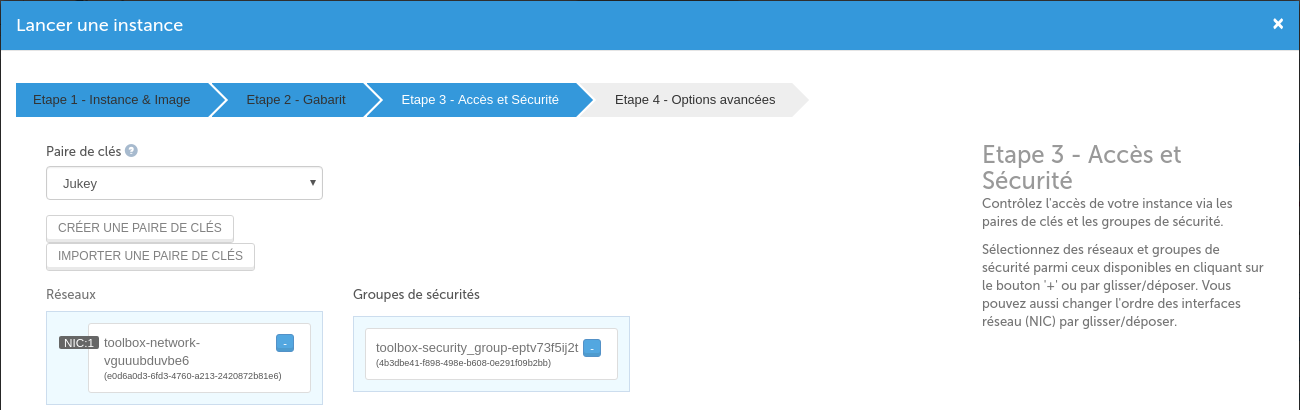 Lancer une instance
×
Etape 1 - Instance & Image
Etape 2 - Gabarit
Etape 3 - Accès et Sécurité
Etape 4 - Options avancées
Paire de clés ?
Jukey
CRÉER UNE PAIRE DE CLÉS
IMPORTER UNE PAIRE DE CLÉS
Réseaux
NIC:1
toolbox-network-
vguuubduvbe6
(e0d6a0d3-6fd3-4760-a213-2420872b81e6)
-
Groupes de sécurités
toolbox-security_group-eptv73f5ij2t
(4b3dbe41-f898-498e-b608-0e291f09b2bb)
-
Etape 3 - Accès et
Sécurité
Contrôlez l'accès de votre instance via les
paires de clés et les groupes de sécurité.
Sélectionnez des réseaux et groupes de
sécurité parmi ceux disponibles en cliquant sur
le bouton '+' ou par glisser/déposer. Vous
pouvez aussi changer l'ordre des interfaces
réseau (NIC) par glisser/déposer.